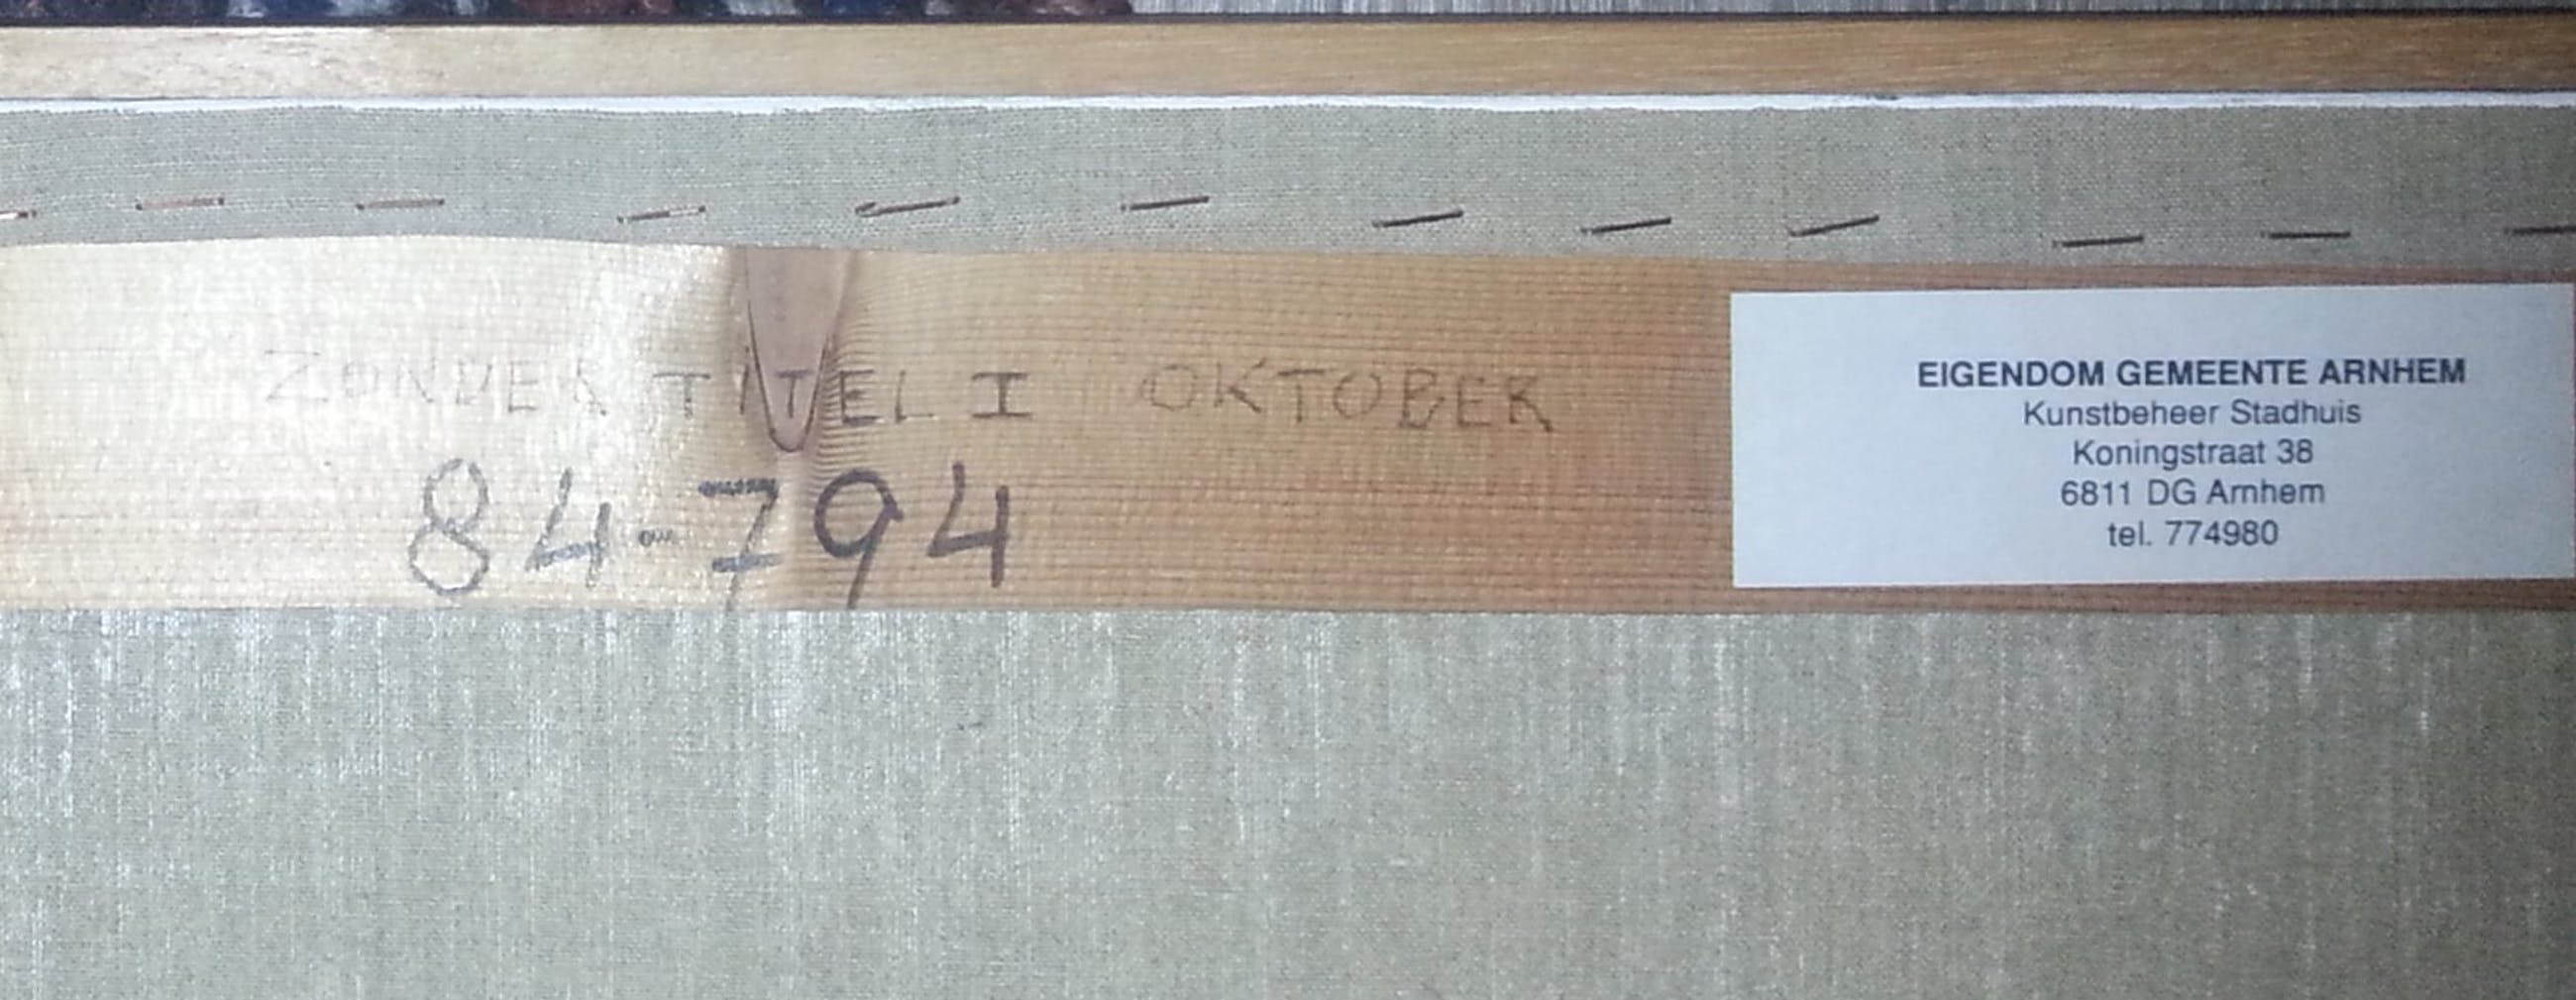 ZONDER TITEL I OKTOBER
84-794
EIGENDOM GEMEENTE ARNHEM
Kunstbeheer Stadhuis
Koningstraat 38
6811 DG Arnhem
tel. 774980